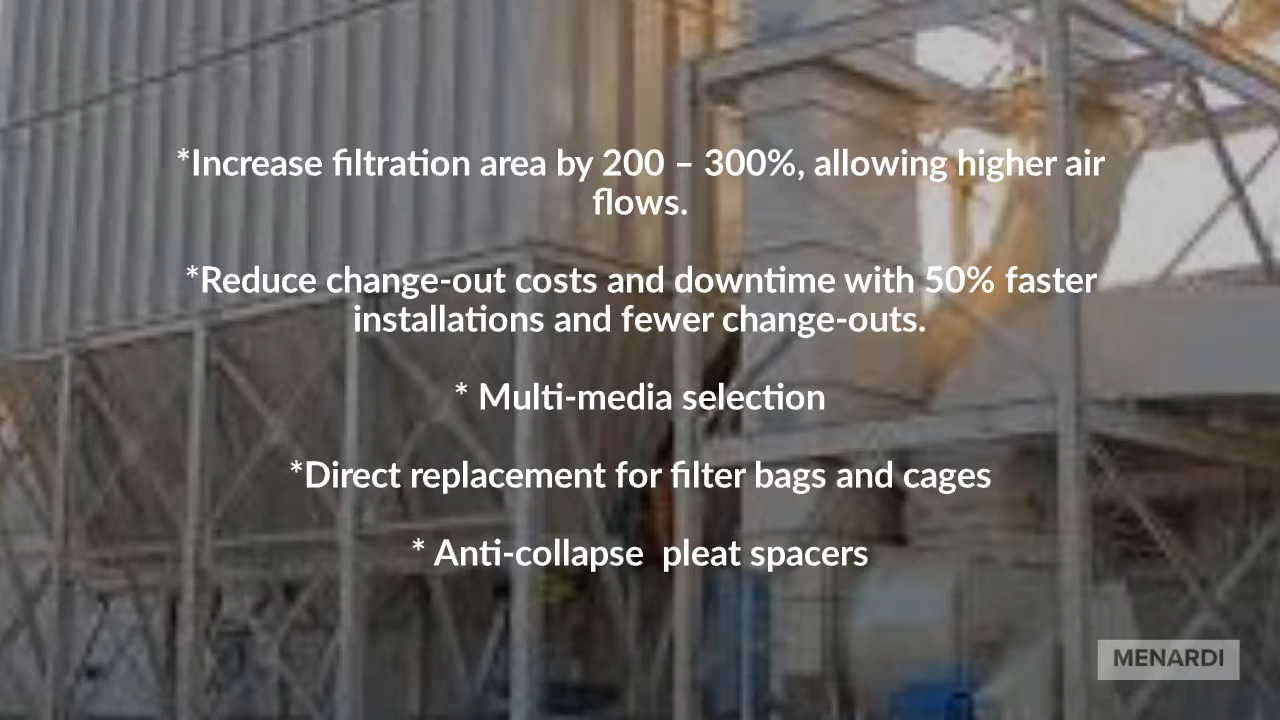 *Increase filtration area by 200 – 300%, allowing higher air
flows.
*Reduce change-out costs and downtime with 50% faster
installations and fewer change-outs.
* Multi-media selection
*Direct replacement for filter bags and cages
* Anti-collapse  pleat spacers
MENARDI